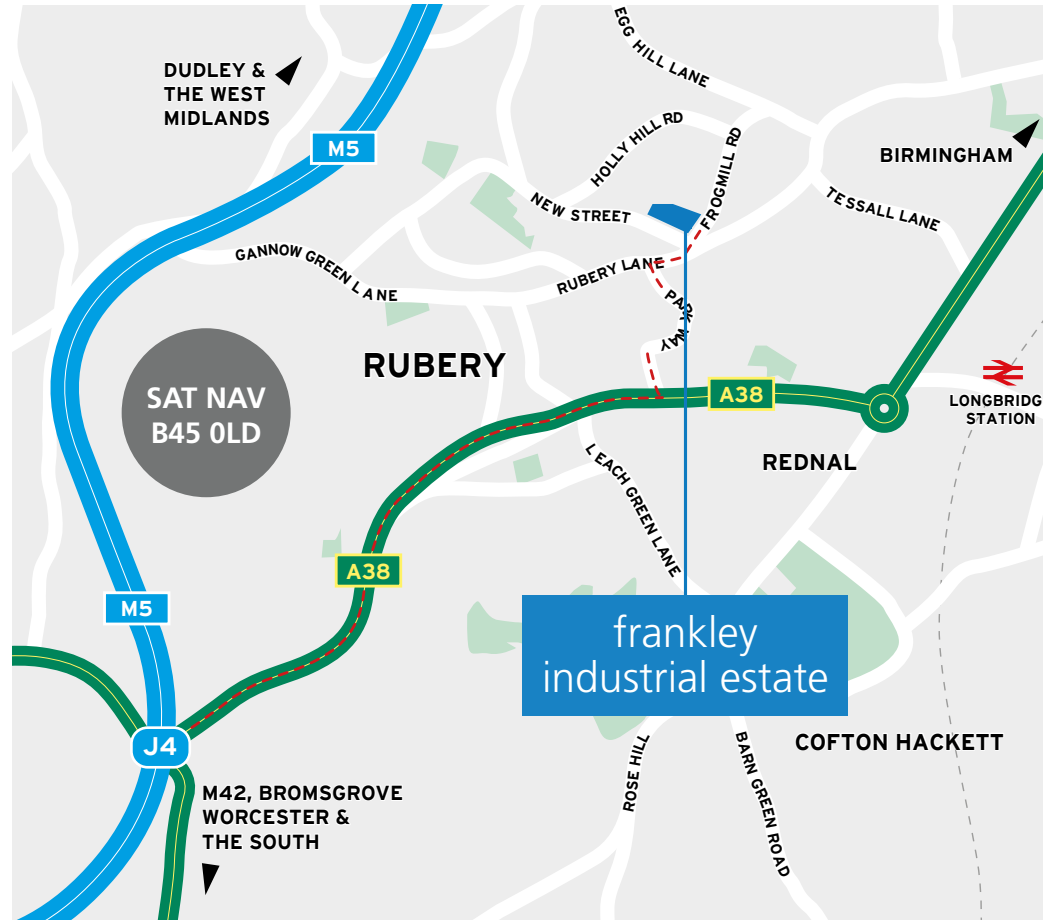 EGG HILL LANE
DUDLEY &
THE WEST
MIDLANDS
M5
HOLLY HILL RD
FROGMILL RD
BIRMINGHAM
TESSALL LANE
NEW STREET
GANNOW GREEN LANE
RUBERY LANE
PARK WAY
RUBERY
SAT NAV
B45 0LD
A38
LONGBRIDG
STATION
REDNAL
LEACH GREEN LANE
A38
M5
frankley
industrial estate
J4
COFTON HACKETT
ROSE HILL
BARN GREEN ROAD
M42, BROMSGROVE
WORCESTER &
THE SOUTH